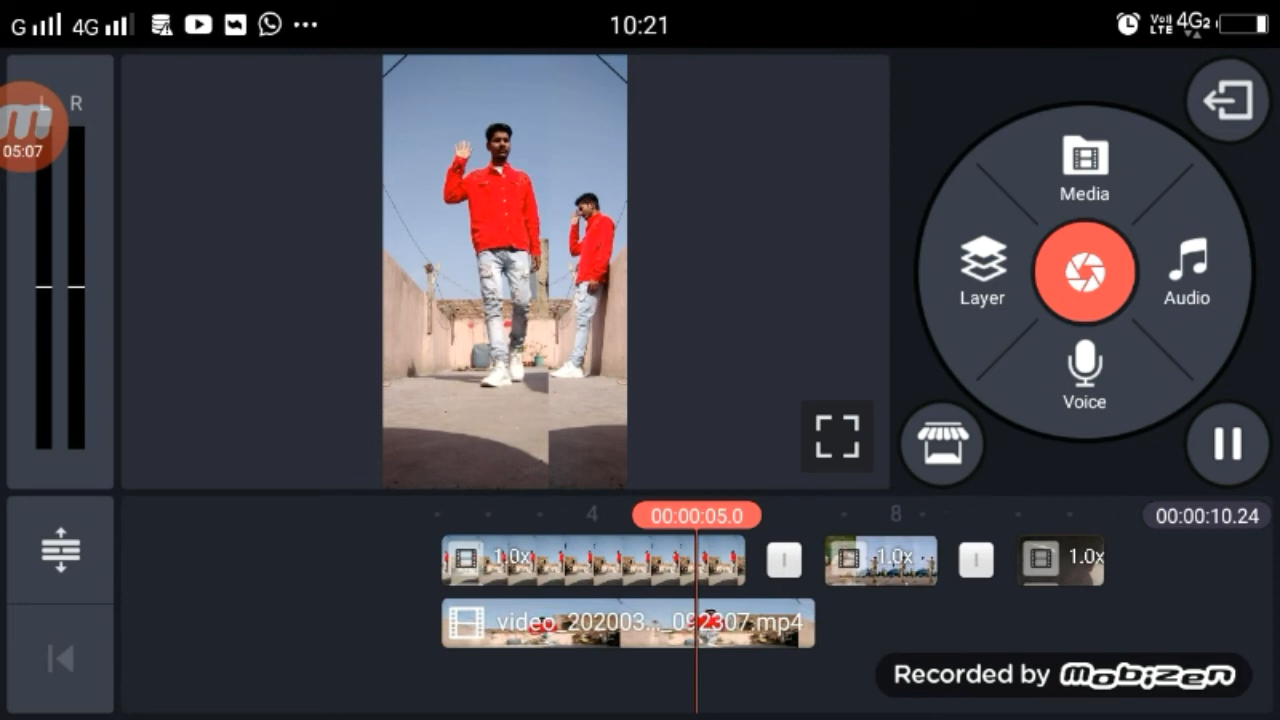 G 4G 10:21 VoII LTE 4G2
L R
05:07
Media
Layer
Audio
Voice
4 00:00:05.0 8 00:00:10.24
1.0x 1.0x 1.0x
video_202003..._092307.mp4
Recorded by mobizen